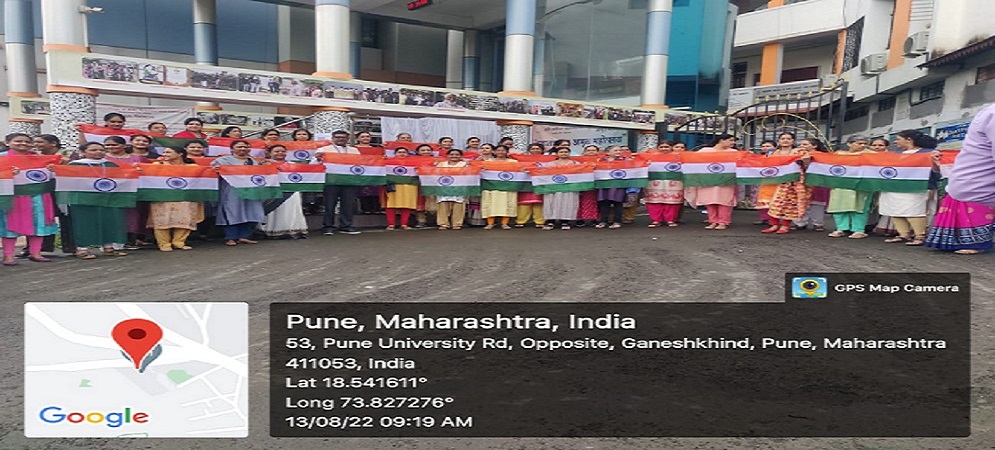 GPS Map Camera
Google
Pune, Maharashtra, India
53, Pune University Rd, Opposite, Ganeshkhind, Pune, Maharashtra
411053, India
Lat 18.541611°
Long 73.827276°
13/08/22 09:19 AM